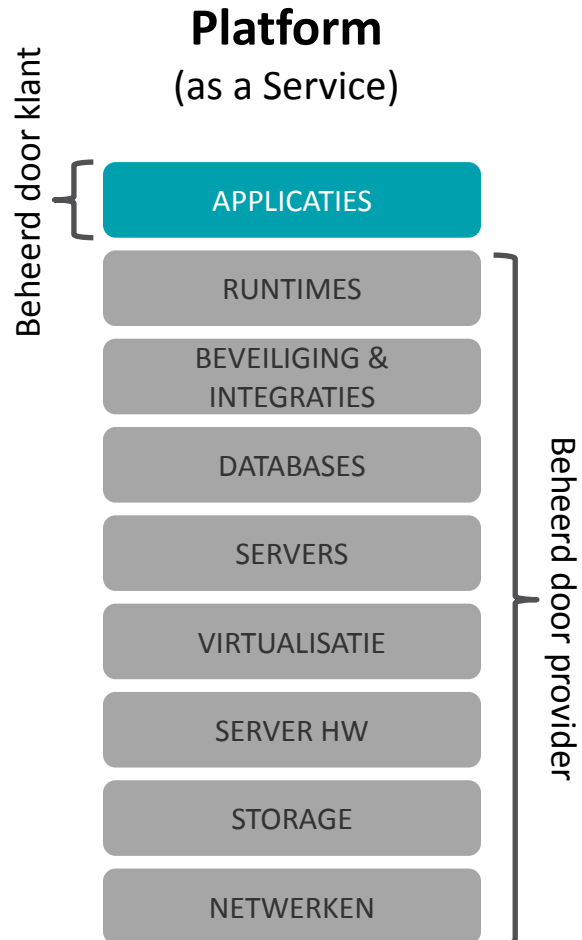 Platform
(as a Service)
Beheerd door klant
APPLICATIES
RUNTIMES
BEVEILIGING &
INTEGRATIES
DATABASES
SERVERS
VIRTUALISATIE
SERVER HW
STORAGE
NETWERKEN
Beheerd door provider